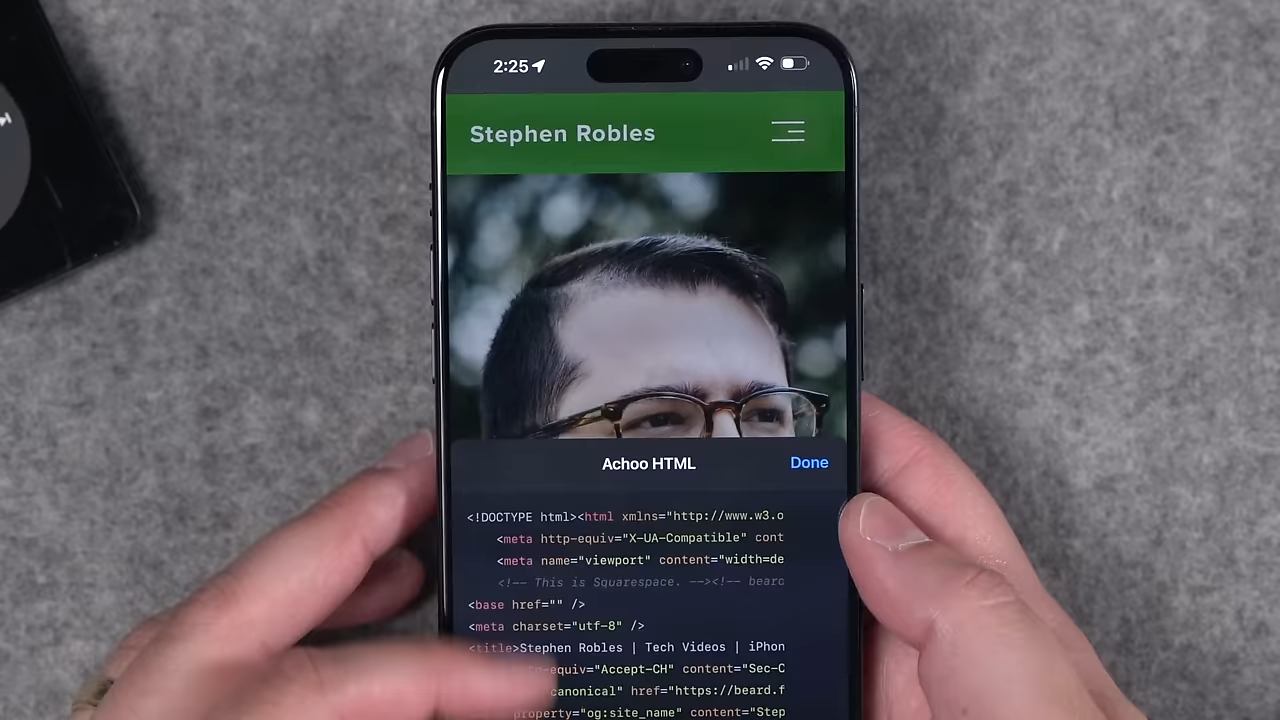 2:25
Stephen Robles
Achoo HTML
Done
<!DOCTYPE html><html xmlns="http://www.w3.o
<meta http-equiv="X-UA-Compatible" cont
<meta name="viewport" content="width=de
<!-- This is Squarespace. --><!-- bearc
<base href="" />
<meta charset="utf-8" />
<title>Stephen Robles | Tech Videos | iPhon
-equiv="Accept-CH" content="Sec-C
canonical" href="https://beard.f
property="og:site_name" content="Step